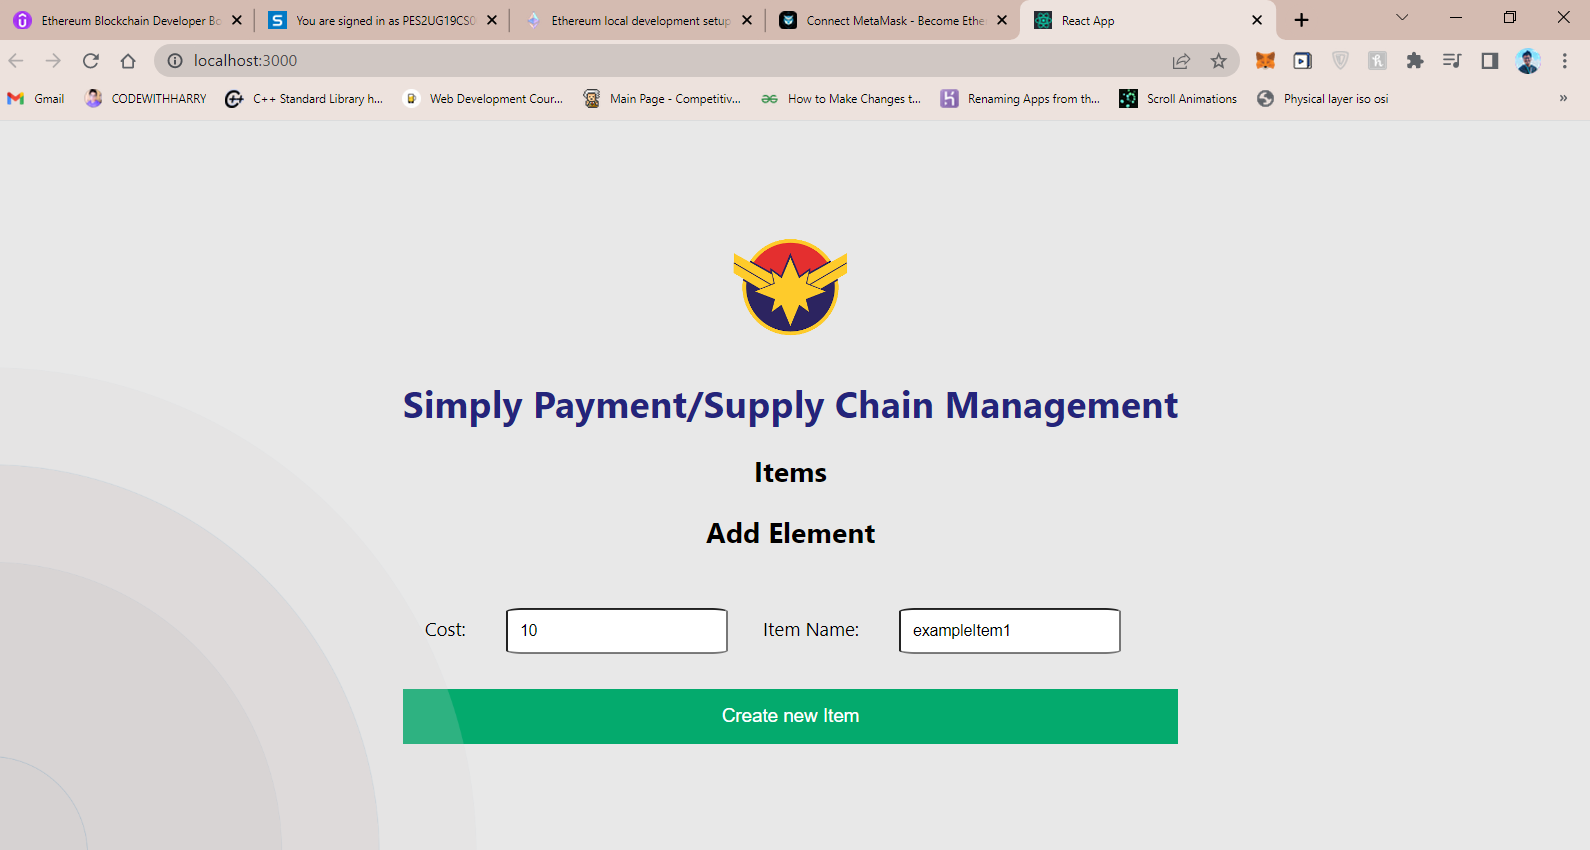 Ethereum Blockchain Developer Bo
You are signed in as PES2UG19CS0
Ethereum local development setup
Connect MetaMask - Become Ethe
React App
localhost:3000
Gmail
CODEWITHHARRY
C++ Standard Library h...
Web Development Cour...
Main Page - Competitiv...
How to Make Changes t...
Renaming Apps from th...
Scroll Animations
Physical layer iso osi
»
Simply Payment/Supply Chain Management
Items
Add Element
Cost: 10 Item Name: exampleItem1
Create new Item